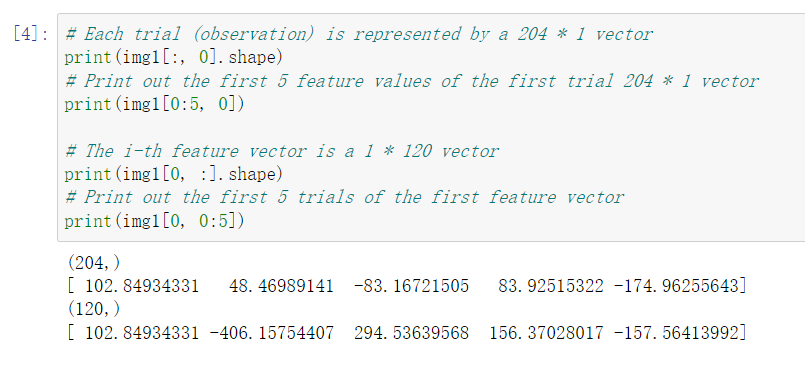 [4]: # Each trial (observation) is represented by a 204 * 1 vector
print(img1[:, 0].shape)
# Print out the first 5 feature values of the first trial 204 * 1 vector
print(img1[0:5, 0])
# The i-th feature vector is a 1 * 120 vector
print(img1[0, :].shape)
# Print out the first 5 trials of the first feature vector
print(img1[0, 0:5])
(204,)
[ 102.84934331 48.46989141 -83.16721505 83.92515322 -174.96255643]
(120,)
[ 102.84934331 -406.15754407 294.53639568 156.37028017 -157.56413992]